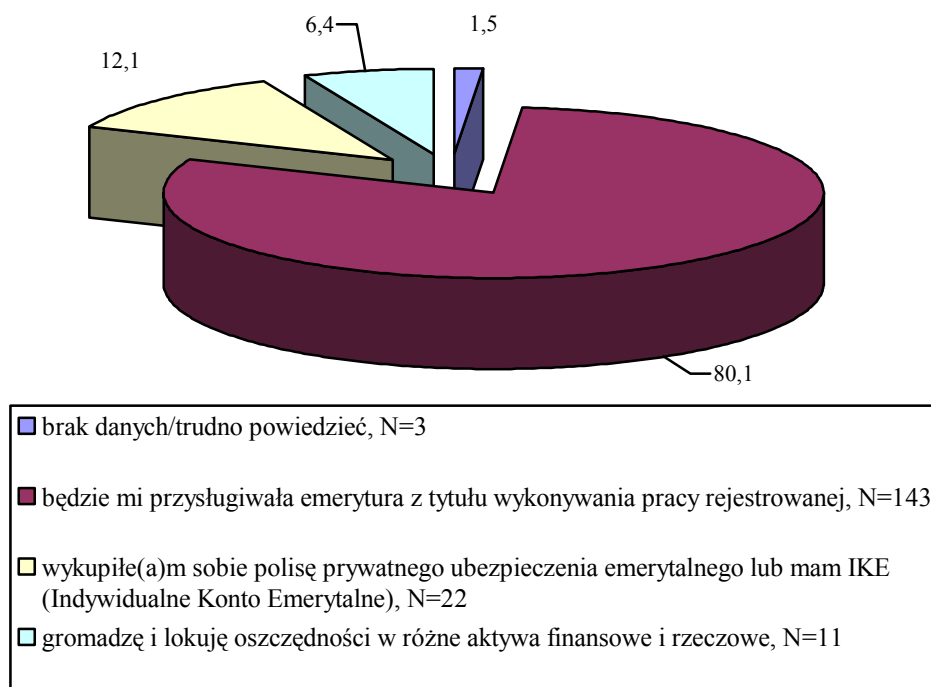 6,4
1,5
12,1
80,1
brak danych/trudno powiedzieć, N=3
będzie mi przysługiwała emerytura z tytułu wykonywania pracy rejestrowanej, N=143
wykupiłe(a)m sobie polisę prywatnego ubezpieczenia emerytalnego lub mam IKE
(Indywidualne Konto Emerytalne), N=22
gromadzę i lokuję oszczędności w różne aktywa finansowe i rzeczowe, N=11